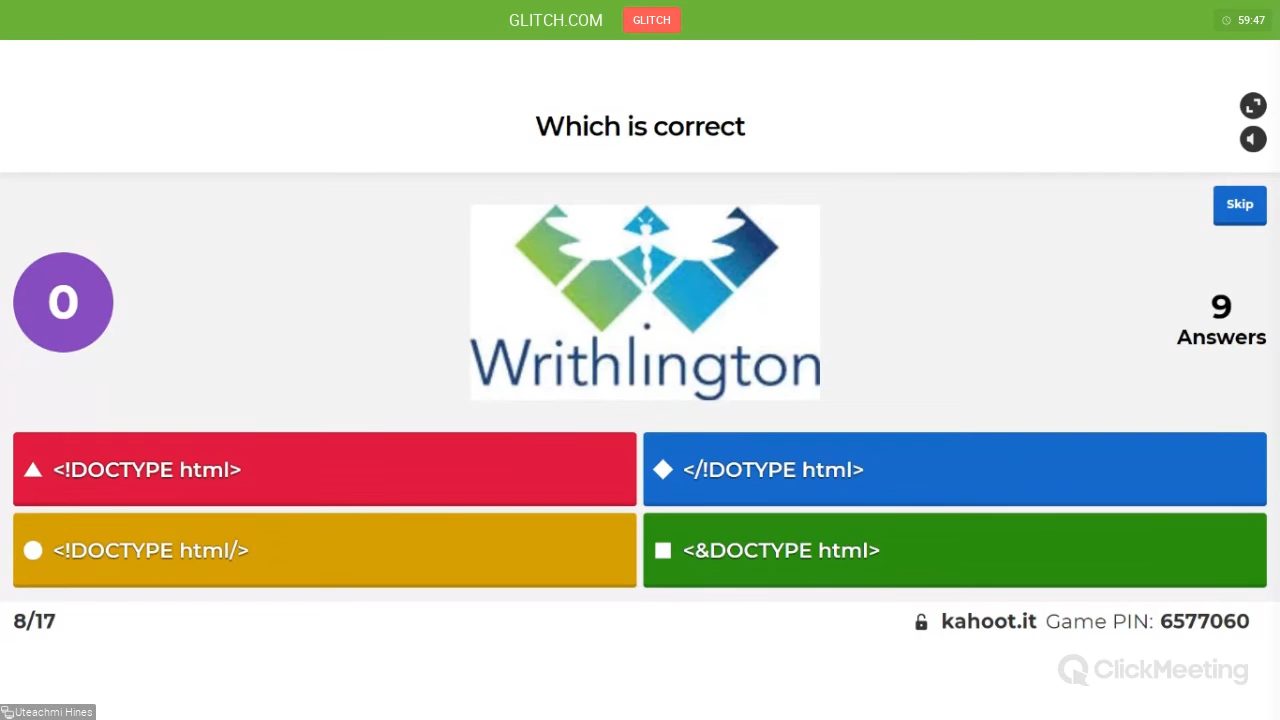 GLITCH.COM GLITCH 59:47
Which is correct
Skip
0
9
Answers
Writhlington
<!DOCTYPE html>
</!DOTYPE html>
<!DOCTYPE html/>
<&DOCTYPE html>
8/17 kahoot.it Game PIN: 6577060
ClickMeeting
Uteachmi Hines